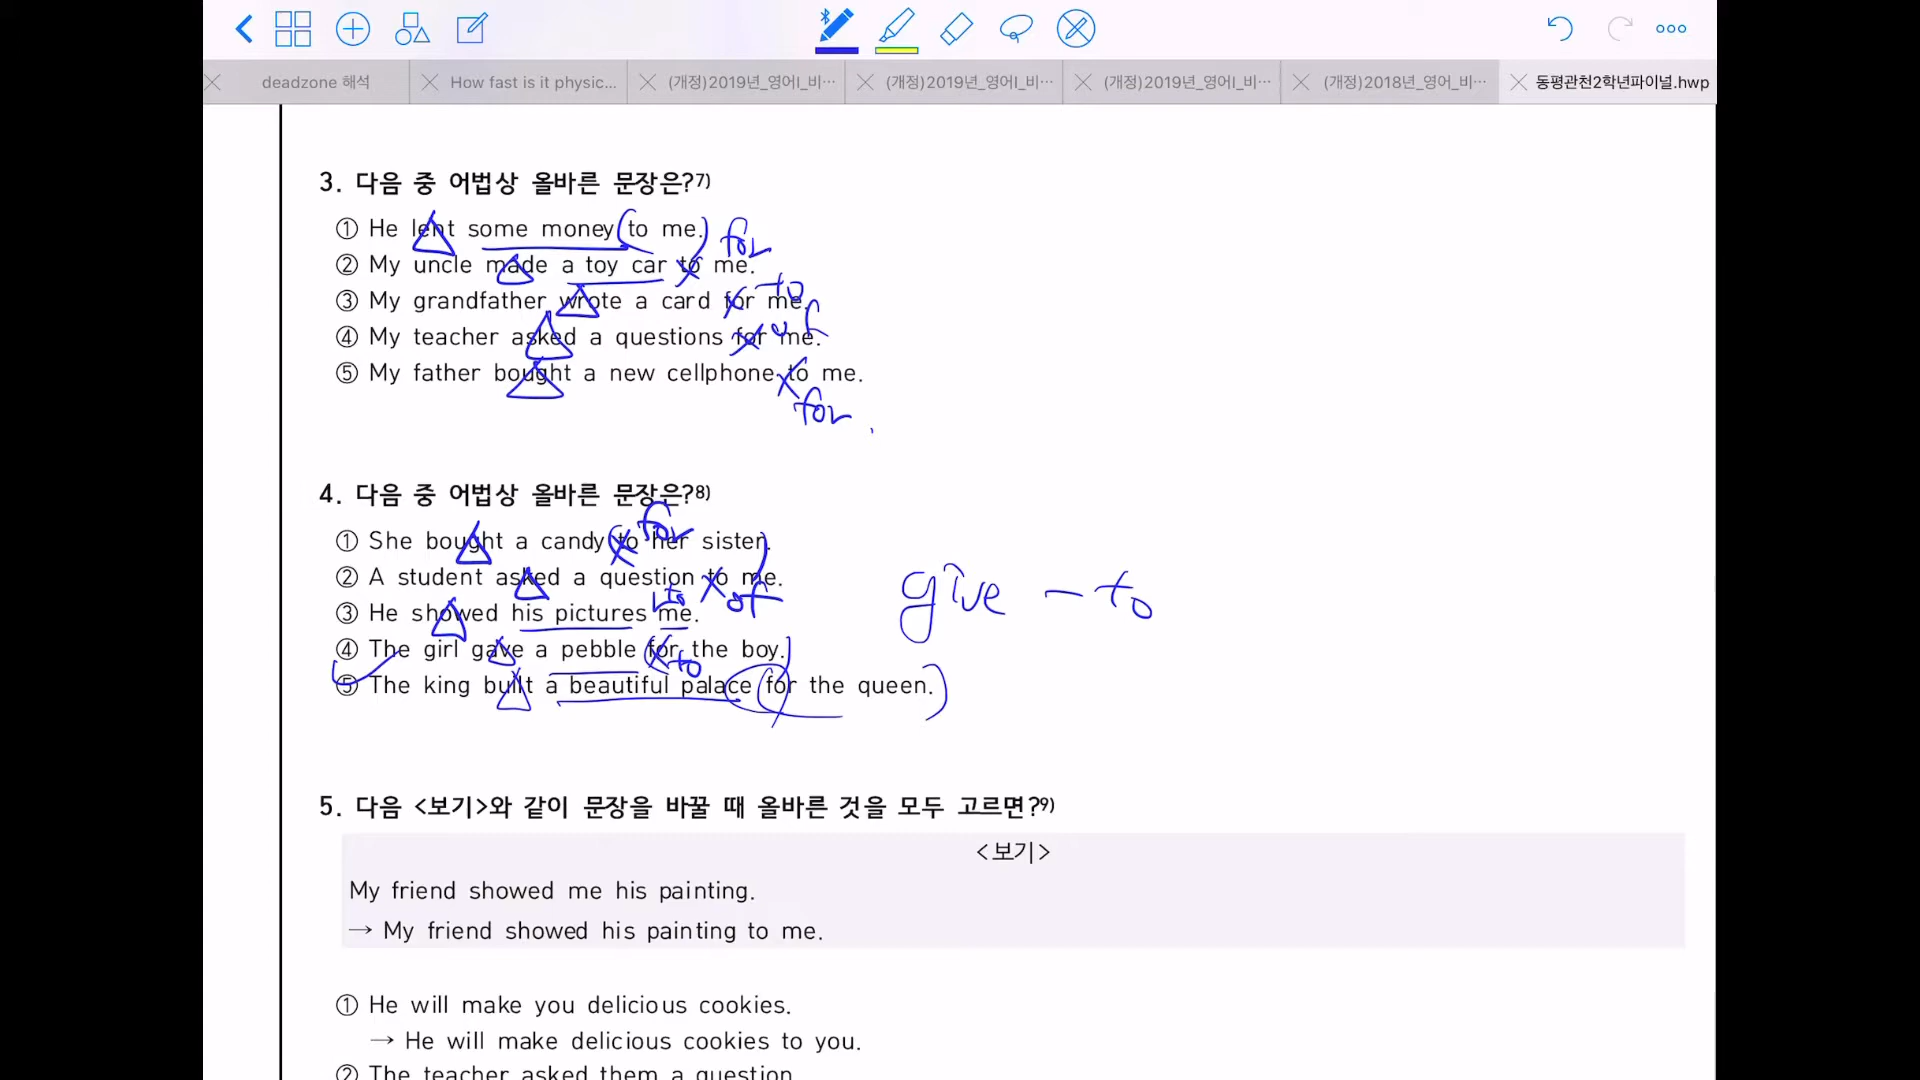 deadzone 해석
How fast is it physic...
(개정)2019년_영어I_비...
(개정)2019년_영어I_비...
(개정)2019년_영어I_비...
(개정)2018년_영어_비...
동평관천2학년파이널.hwp
3. 다음 중 어법상 올바른 문장은?7)
① He lent some money to me.
for
② My uncle made a toy car to me.
to
③ My grandfather wrote a card for me.
of
④ My teacher asked a questions for me.
⑤ My father bought a new cellphone to me.
for
4. 다음 중 어법상 올바른 문장은?8)
for
① She bought a candy to her sister.
② A student asked a question to me.
to of
③ He showed his pictures me.
give - to
④ The girl gave a pebble for the boy.
to
⑤ The king built a beautiful palace for the queen.
5. 다음 <보기>와 같이 문장을 바꿀 때 올바른 것을 모두 고르면?9)
<보기>
My friend showed me his painting.
→ My friend showed his painting to me.
① He will make you delicious cookies.
→ He will make delicious cookies to you.
② The teacher asked them a question